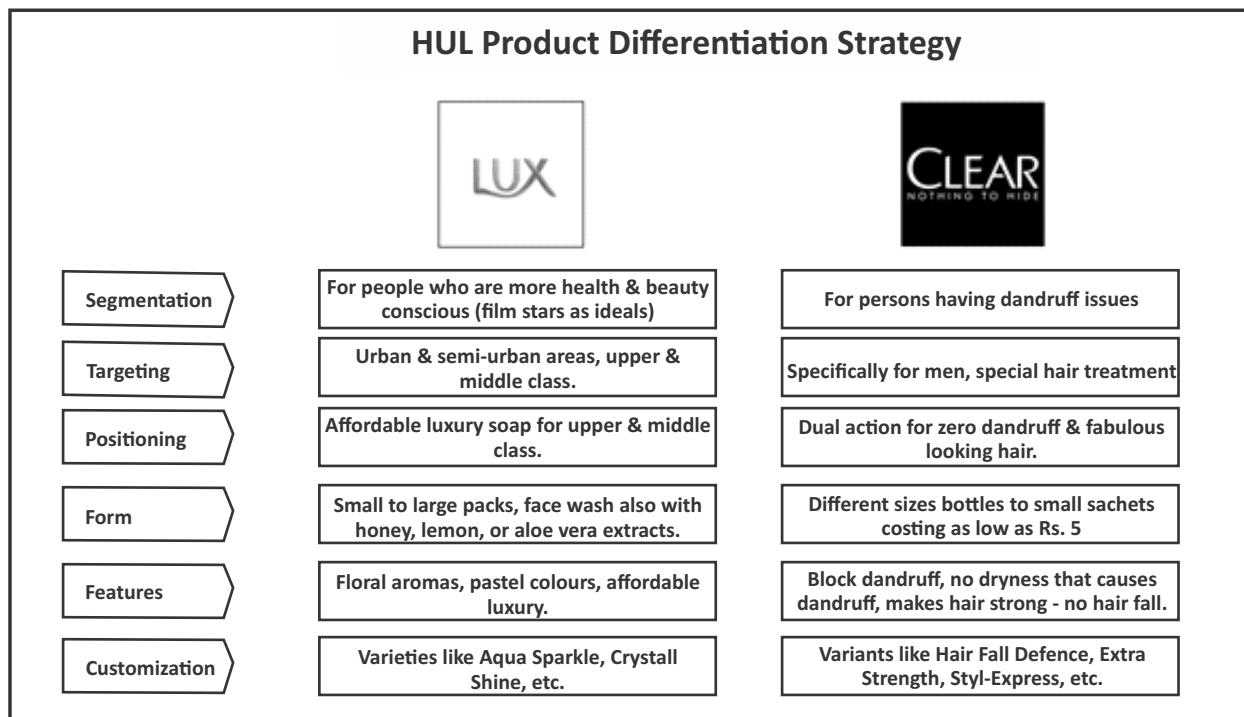 HUL Product Differentiation Strategy
LUX
CLEAR
NOTHING TO HIDE
Segmentation
For people who are more health & beauty
conscious (film stars as ideals)
For persons having dandruff issues
Targeting
Urban & semi-urban areas, upper &
middle class.
Specifically for men, special hair treatment
Positioning
Affordable luxury soap for upper & middle
class.
Dual action for zero dandruff & fabulous
looking hair.
Form
Small to large packs, face wash also with
honey, lemon, or aloe vera extracts.
Different sizes bottles to small sachets
costing as low as Rs. 5
Features
Floral aromas, pastel colours, affordable
luxury.
Block dandruff, no dryness that causes
dandruff, makes hair strong - no hair fall.
Customization
Varieties like Aqua Sparkle, Crystall
Shine, etc.
Variants like Hair Fall Defence, Extra
Strength, Styl-Express, etc.